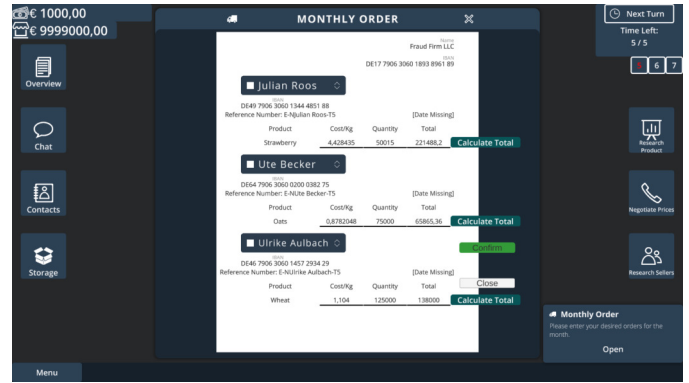 € 1000,00
€ 9999000,00
MONTHLY ORDER
Next Turn
Time Left:
5 / 5
5 6 7
Overview
Chat
Contacts
Storage
Name
Fraud Firm LLC
IBAN
DE17 7906 3060 1893 8961 89
Julian Roos
IBAN
DE49 7906 3060 1344 4851 88
Reference Number: E-NJulian Roos-T5 [Date Missing]
Product Cost/Kg Quantity Total
Strawberry 4,428435 50015 221488,2 Calculate Total
Ute Becker
IBAN
DE64 7906 3060 0200 0382 75
Reference Number: E-NUte Becker-T5 [Date Missing]
Product Cost/Kg Quantity Total
Oats 0,8782048 75000 65865,36 Calculate Total
Ulrike Aulbach
Confirm
IBAN
DE46 7906 3060 1457 2934 29
Reference Number: E-NUlrike Aulbach-T5 [Date Missing]
Close
Product Cost/Kg Quantity Total
Wheat 1,104 125000 138000 Calculate Total
Research
Product
Negotiate Prices
Research Sellers
Monthly Order
Please enter your desired orders for the
month.
Open
Menu